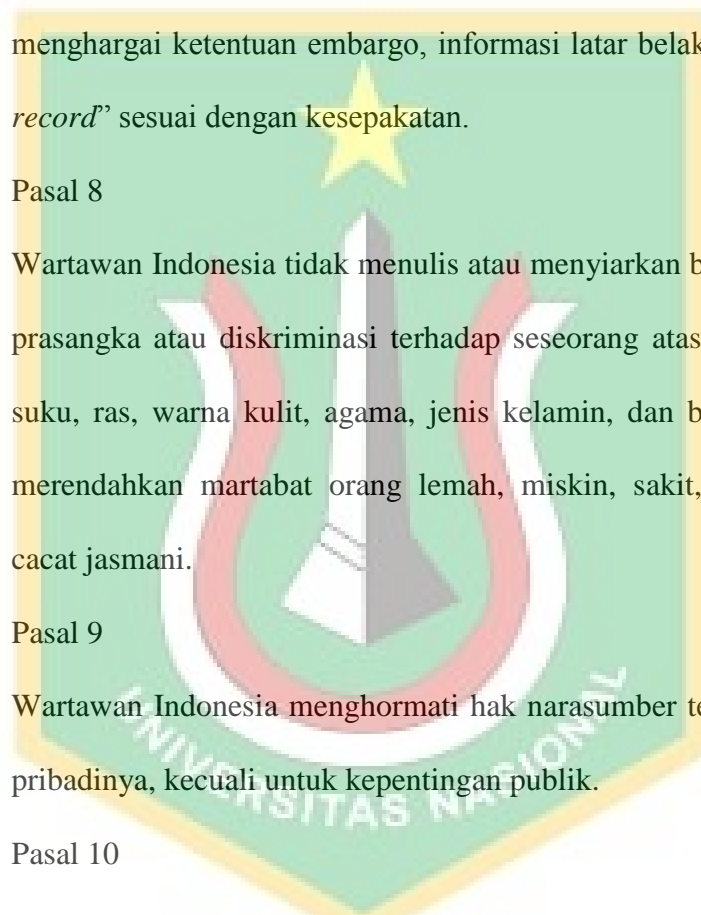 menghargai ketentuan embargo, informasi latar belak
record” sesuai dengan kesepakatan.
Pasal 8
Wartawan Indonesia tidak menulis atau menyiarkan b
prasangka atau diskriminasi terhadap seseorang atas
suku, ras, warna kulit, agama, jenis kelamin, dan b
merendahkan martabat orang lemah, miskin, sakit,
cacat jasmani.
Pasal 9
Wartawan Indonesia menghormati hak narasumber te
pribadinya, kecuali untuk kepentingan publik.
Pasal 10
UNIVERSITAS NASIONAL